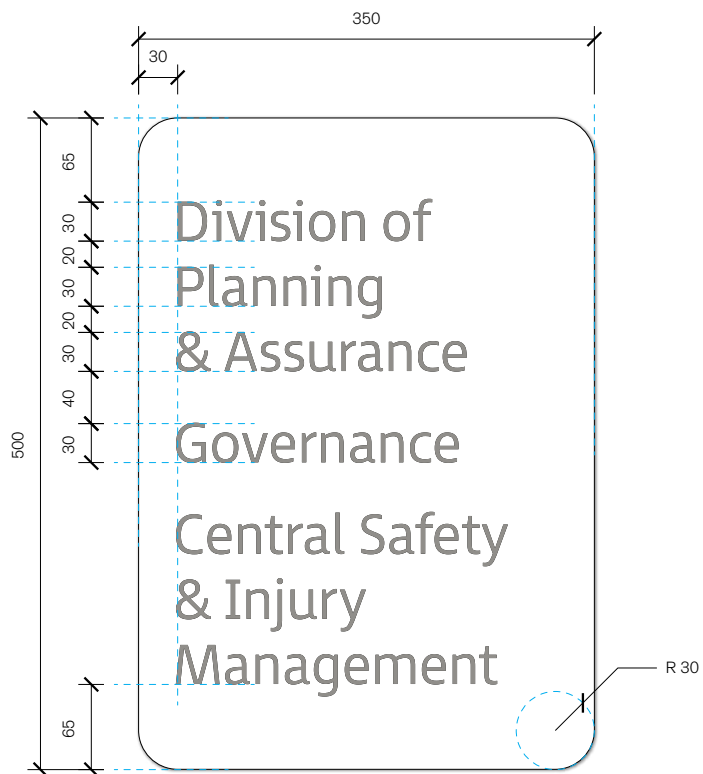 350
30
65
30
20
30
20
30
40
30
500
65
Division of
Planning
& Assurance
Governance
Central Safety
& Injury
Management
R 30